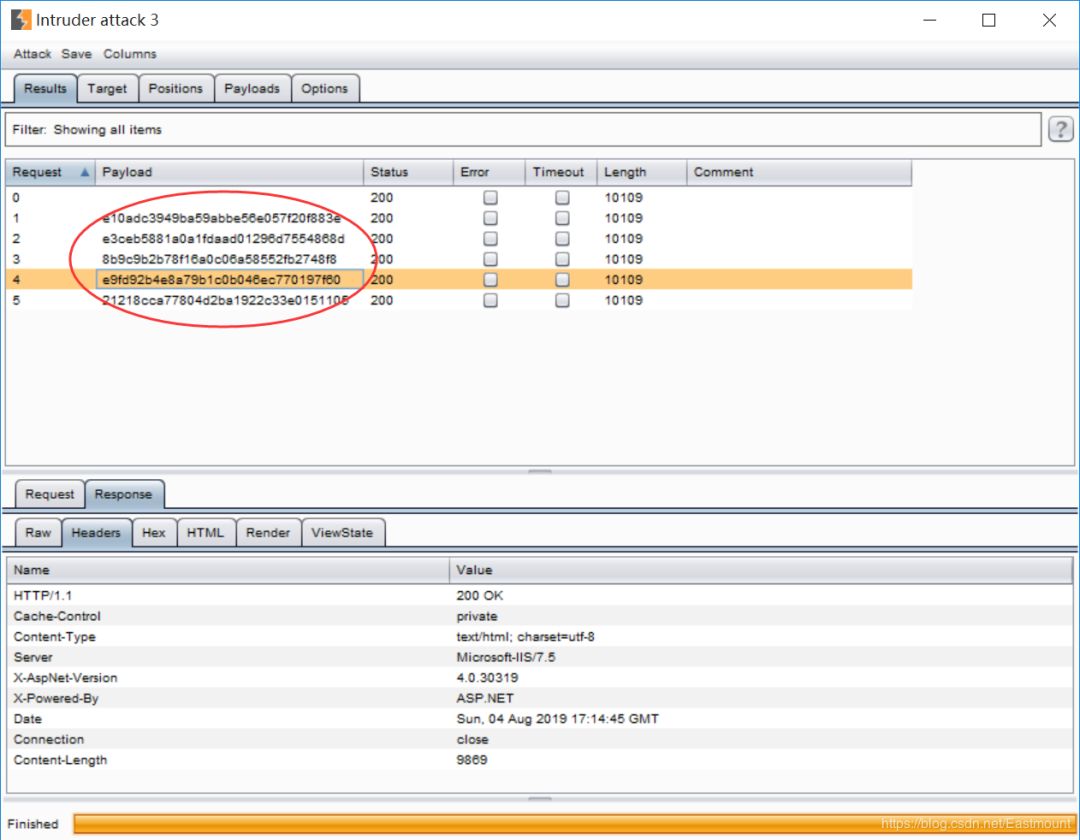 Intruder attack 3
Attack Save Columns
Results Target Positions Payloads Options
Filter: Showing all items ?
Request Payload Status Error Timeout Length Comment
0 200 10109
1 e10adc3949ba59abbe56e057f20f883e 200 10109
2 e3ceb5881a0a1fdaad01296d7554868d 200 10109
3 8b9c9b2b78f16a0c06a58552fb2748f8 200 10109
4 e9fd92b4e8a79b1c0b046ec770197f60 200 10109
5 21218cca77804d2ba1922c33e0151105 200 10109
Request Response
Raw Headers Hex HTML Render ViewState
Name Value
HTTP/1.1 200 OK
Cache-Control private
Content-Type text/html; charset=utf-8
Server Microsoft-IIS/7.5
X-AspNet-Version 4.0.30319
X-Powered-By ASP.NET
Date Sun, 04 Aug 2019 17:14:45 GMT
Connection close
Content-Length 9869
Finished
https://blog.csdn.net/Eastmount